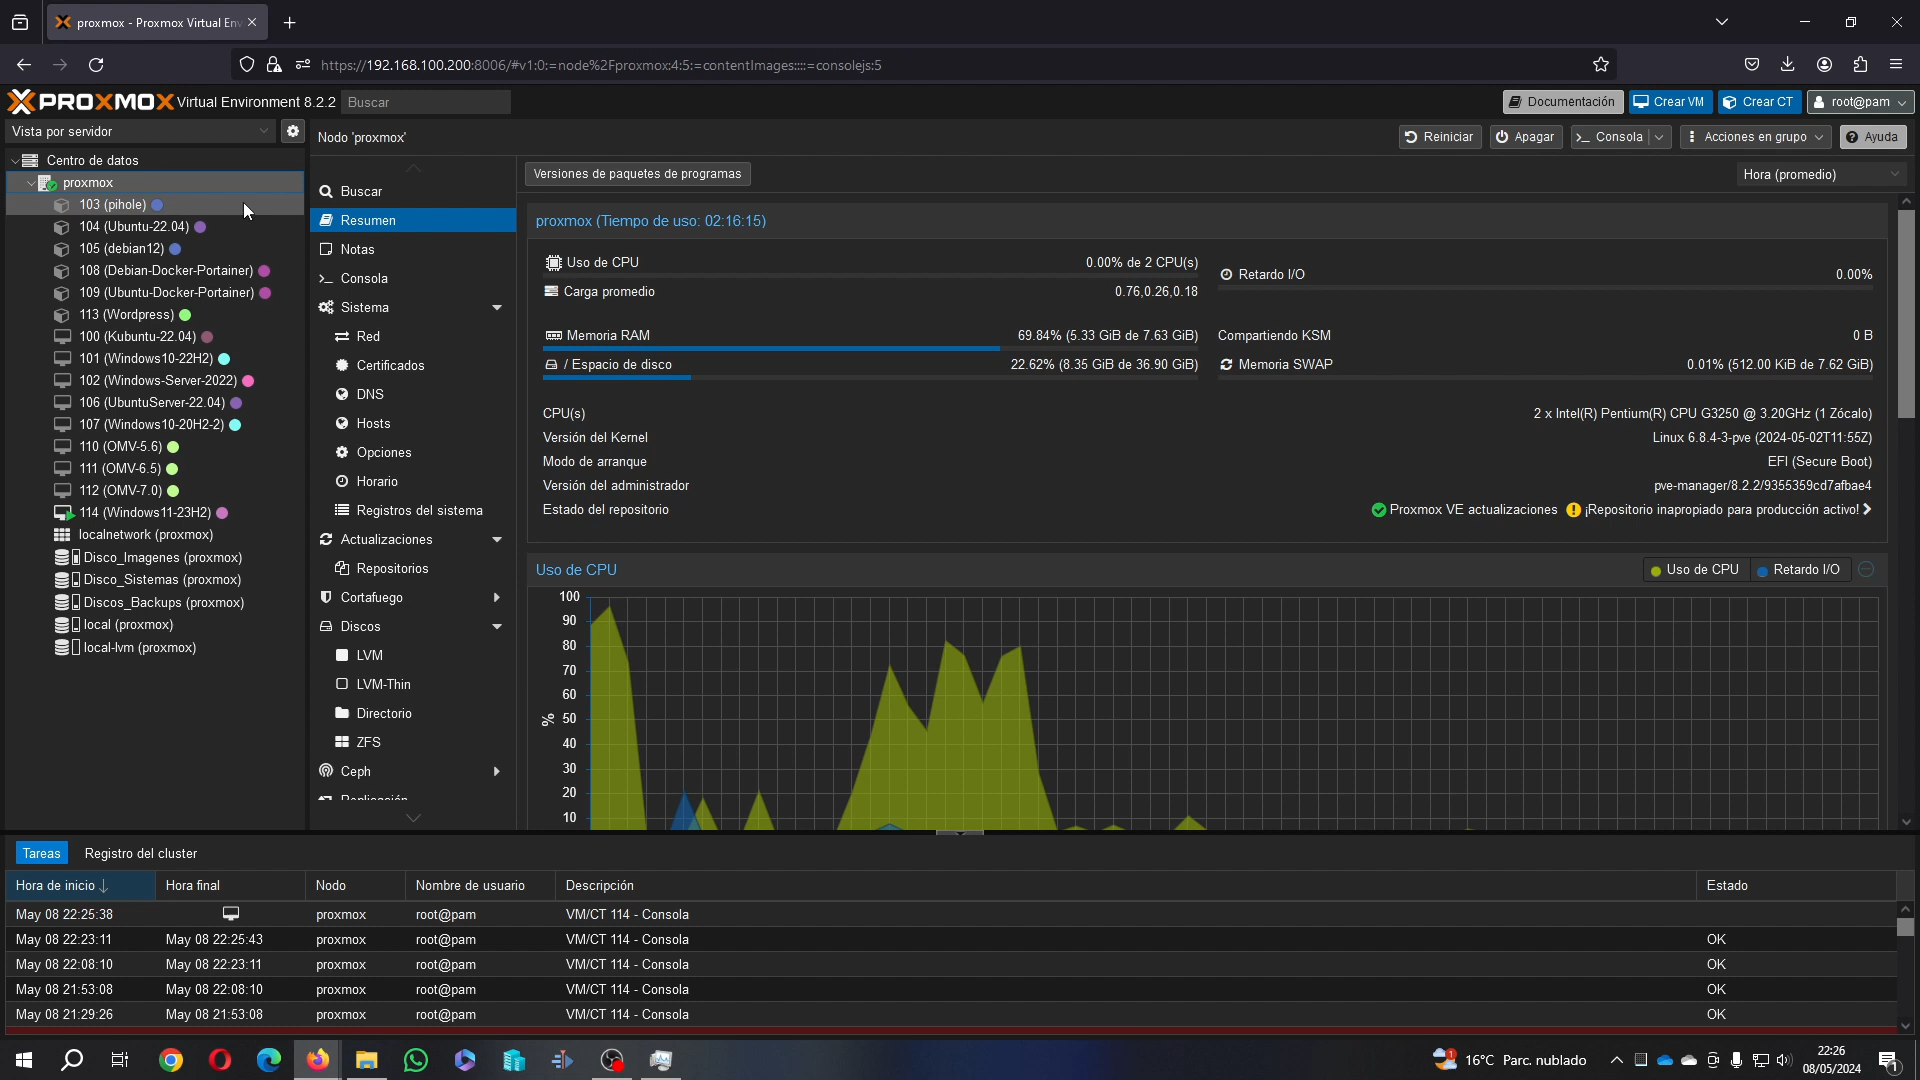 proxmox - Proxmox Virtual Env
https://192.168.100.200:8006/#v1:0:=node%2Fproxmox:4:5:=contentImages::::=consolejs:5
PROXMOX Virtual Environment 8.2.2 Buscar
Documentación Crear VM Crear CT root@pam
Vista por servidor
Nodo 'proxmox'
Reiniciar Apagar Consola Acciones en grupo Ayuda
Centro de datos
proxmox
103 (pihole)
104 (Ubuntu-22.04)
105 (debian12)
108 (Debian-Docker-Portainer)
109 (Ubuntu-Docker-Portainer)
113 (Wordpress)
100 (Kubuntu-22.04)
101 (Windows10-22H2)
102 (Windows-Server-2022)
106 (UbuntuServer-22.04)
107 (Windows10-20H2-2)
110 (OMV-5.6)
111 (OMV-6.5)
112 (OMV-7.0)
114 (Windows11-23H2)
localnetwork (proxmox)
Disco_Imagenes (proxmox)
Disco_Sistemas (proxmox)
Discos_Backups (proxmox)
local (proxmox)
local-lvm (proxmox)
Buscar
Resumen
Notas
Consola
Sistema
Red
Certificados
DNS
Hosts
Opciones
Horario
Registros del sistema
Actualizaciones
Repositorios
Cortafuego
Discos
LVM
LVM-Thin
Directorio
ZFS
Ceph
Versiones de paquetes de programas
Hora (promedio)
proxmox (Tiempo de uso: 02:16:15)
Uso de CPU 0.00% de 2 CPU(s)
Retardo I/O 0.00%
Carga promedio 0.76,0.26,0.18
Memoria RAM 69.84% (5.33 GiB de 7.63 GiB)
Compartiendo KSM 0 B
/ Espacio de disco 22.62% (8.35 GiB de 36.90 GiB)
Memoria SWAP 0.01% (512.00 KiB de 7.62 GiB)
CPU(s) 2 x Intel(R) Pentium(R) CPU G3250 @ 3.20GHz (1 Zócalo)
Versión del Kernel Linux 6.8.4-3-pve (2024-05-02T11:55Z)
Modo de arranque EFI (Secure Boot)
Versión del administrador pve-manager/8.2.2/9355359cd7afbae4
Estado del repositorio Proxmox VE actualizaciones ¡Repositorio inapropiado para producción activo!
Uso de CPU
Uso de CPU Retardo I/O
100
90
80
70
60
50
40
30
20
10
%
Tareas Registro del cluster
Hora de inicio Hora final Nodo Nombre de usuario Descripción Estado
May 08 22:25:38 proxmox root@pam VM/CT 114 - Consola
May 08 22:23:11 May 08 22:25:43 proxmox root@pam VM/CT 114 - Consola OK
May 08 22:08:10 May 08 22:23:11 proxmox root@pam VM/CT 114 - Consola OK
May 08 21:53:08 May 08 22:08:10 proxmox root@pam VM/CT 114 - Consola OK
May 08 21:29:26 May 08 21:53:08 proxmox root@pam VM/CT 114 - Consola OK
16°C Parc. nublado
22:26
08/05/2024